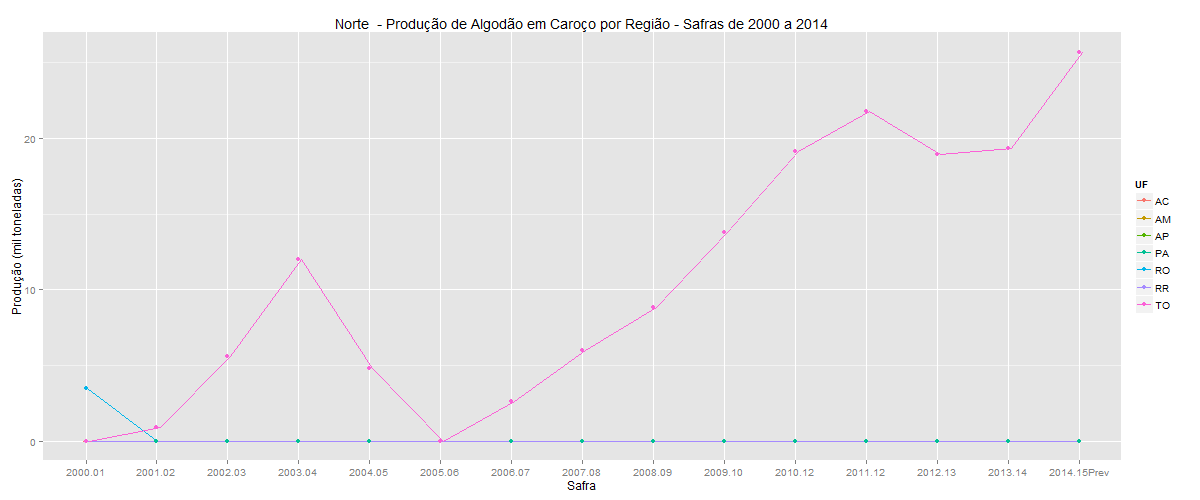 Norte - Produção de Algodão em Caroço por Região - Safras de 2000 a 2014
Produção (mil toneladas)
20
10
0
2000.01 2001.02 2002.03 2003.04 2004.05 2005.06 2006.07 2007.08 2008.09 2009.10 2010.12 2011.12 2012.13 2013.14 2014.15Prev
Safra
UF
AC
AM
AP
PA
RO
RR
TO